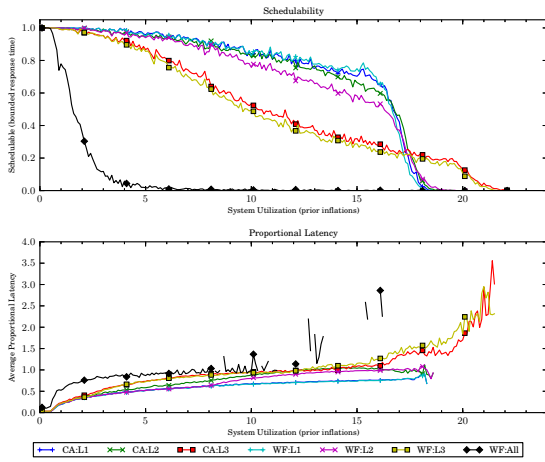 Schedulability
Schedulable (bounded response time)
1.0
0.8
0.6
0.4
0.2
0.0
0 5 10 15 20
System Utilization (prior inflations)
Proportional Latency
Average Proportional Latency
4.0
3.5
3.0
2.5
2.0
1.5
1.0
0.5
0.0
0 5 10 15 20
System Utilization (prior inflations)
CA:L1 CA:L2 CA:L3 WF:L1 WF:L2 WF:L3 WF:All